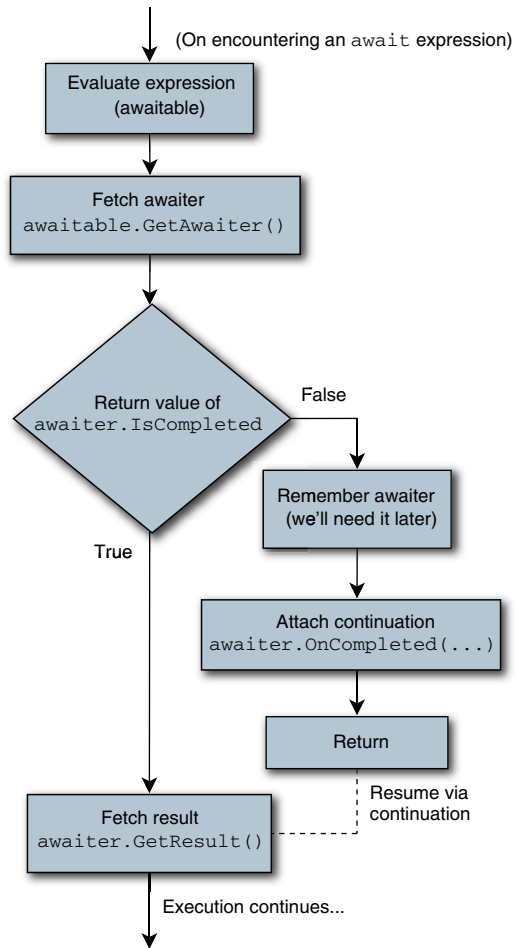 (On encountering an await expression)
Evaluate expression
(awaitable)
Fetch awaiter
awaitable.GetAwaiter()
Return value of
awaiter.IsCompleted
False
Remember awaiter
(we'll need it later)
True
Attach continuation
awaiter.OnCompleted(...)
Return
Resume via
continuation
Fetch result
awaiter.GetResult()
Execution continues...